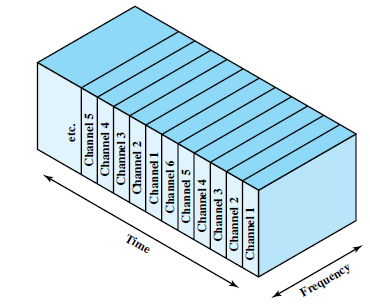 etc.
Channel 5
Channel 4
Channel 3
Channel 2
Channel 1
Channel 6
Channel 5
Channel 4
Channel 3
Channel 2
Channel 1
Time
Frequency